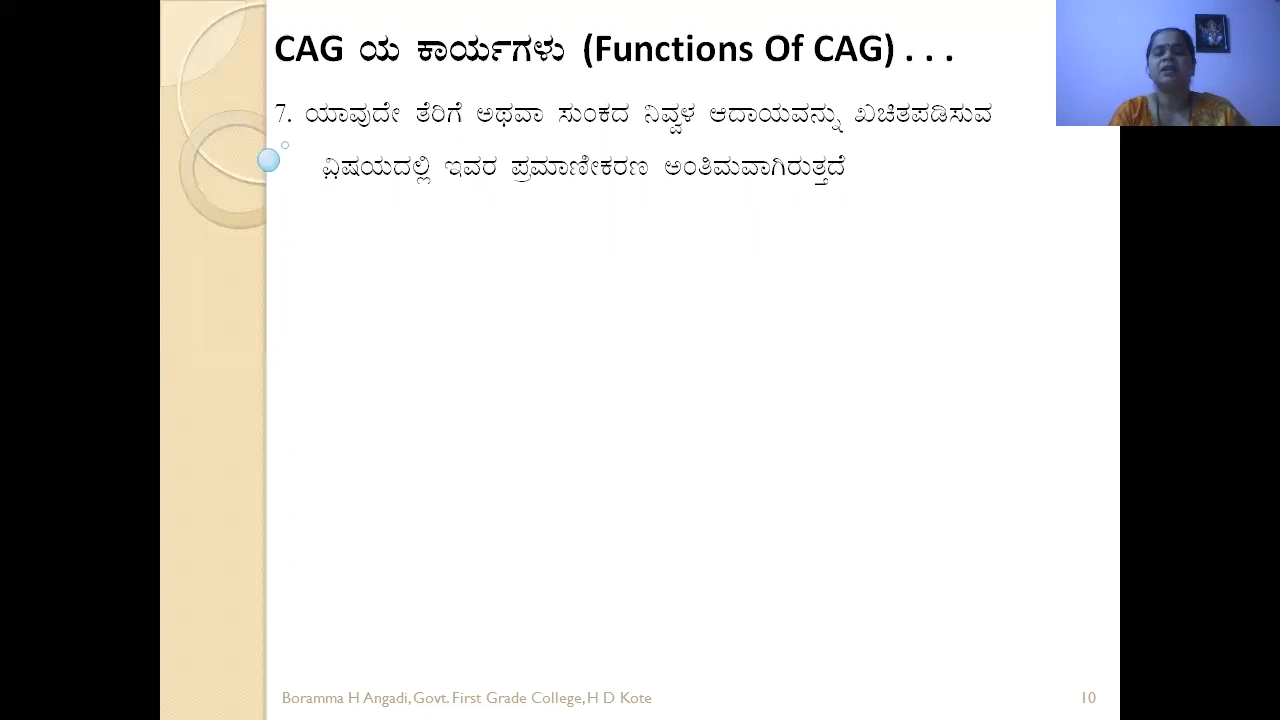 CAG ಯ ಕಾರ್ಯಗಳು (Functions Of CAG) . . .
7. ಯಾವುದೇ ತೆರಿಗೆ ಅಥವಾ ಸುಂಕದ ನಿವ್ವಳ ಆದಾಯವನ್ನು ಖಚಿತಪಡಿಸುವ
ವಿಷಯದಲ್ಲಿ ಇವರ ಪ್ರಮಾಣೀಕರಣ ಅಂತಿಮವಾಗಿರುತ್ತದೆ
Boramma H Angadi, Govt. First Grade College, H D Kote
10